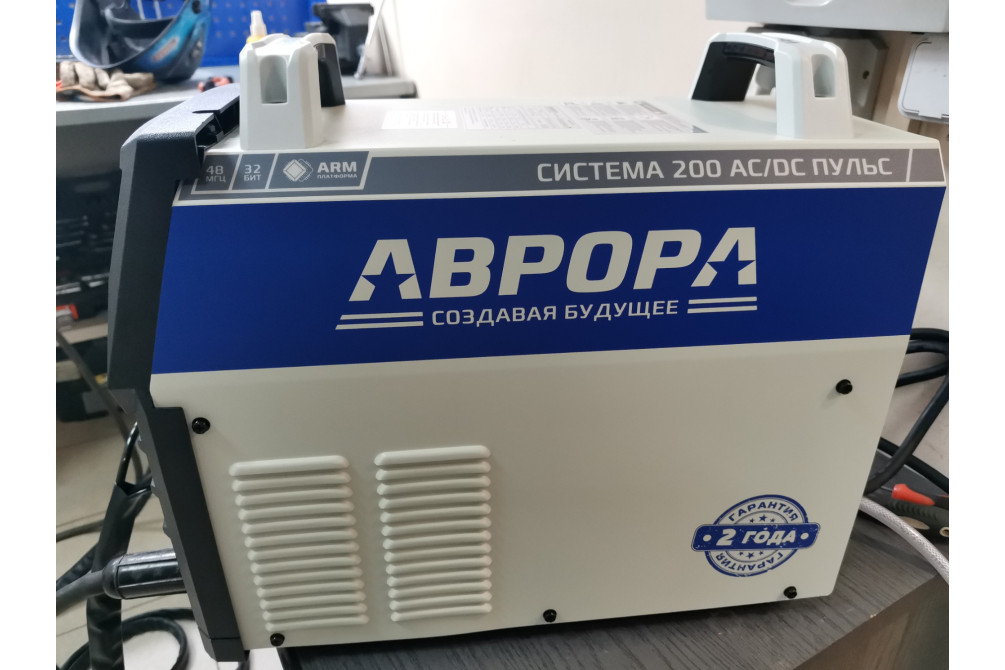 48 МГЦ
32 БИТ
ARM ПЛАТФОРМА
СИСТЕМА 200 AC/DC ПУЛЬС
АВРОРА
СОЗДАВАЯ БУДУЩЕЕ
ГАРАНТИЯ
2 ГОДА
ГАРАНТИЯ